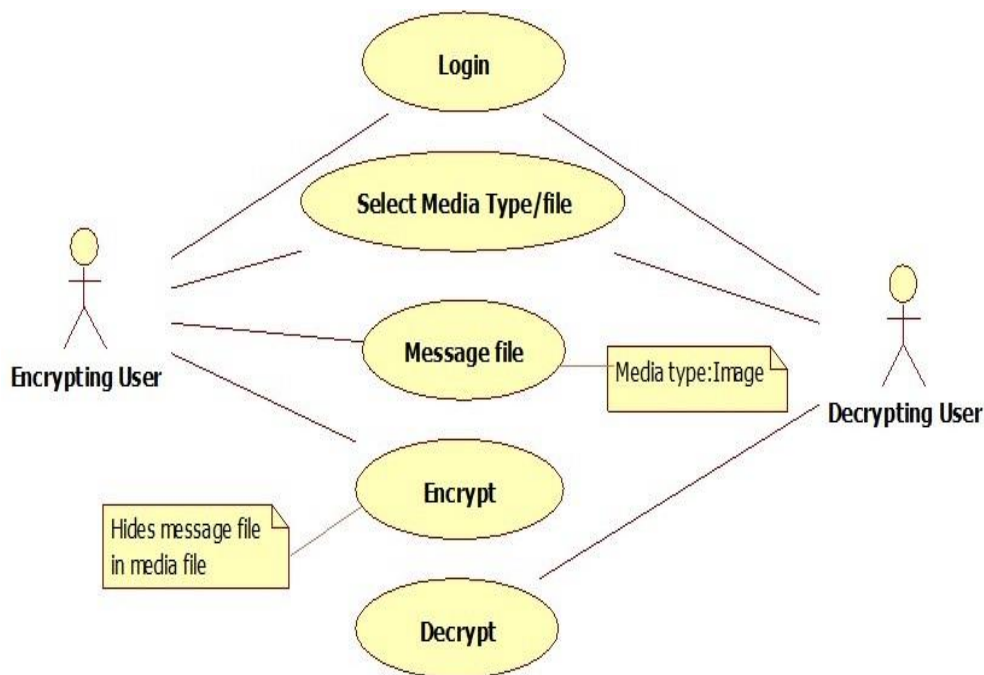 Login
Select Media Type/file
Encrypting User
Message file
Media type:Image
Decrypting User
Encrypt
Hides message file
in media file
Decrypt